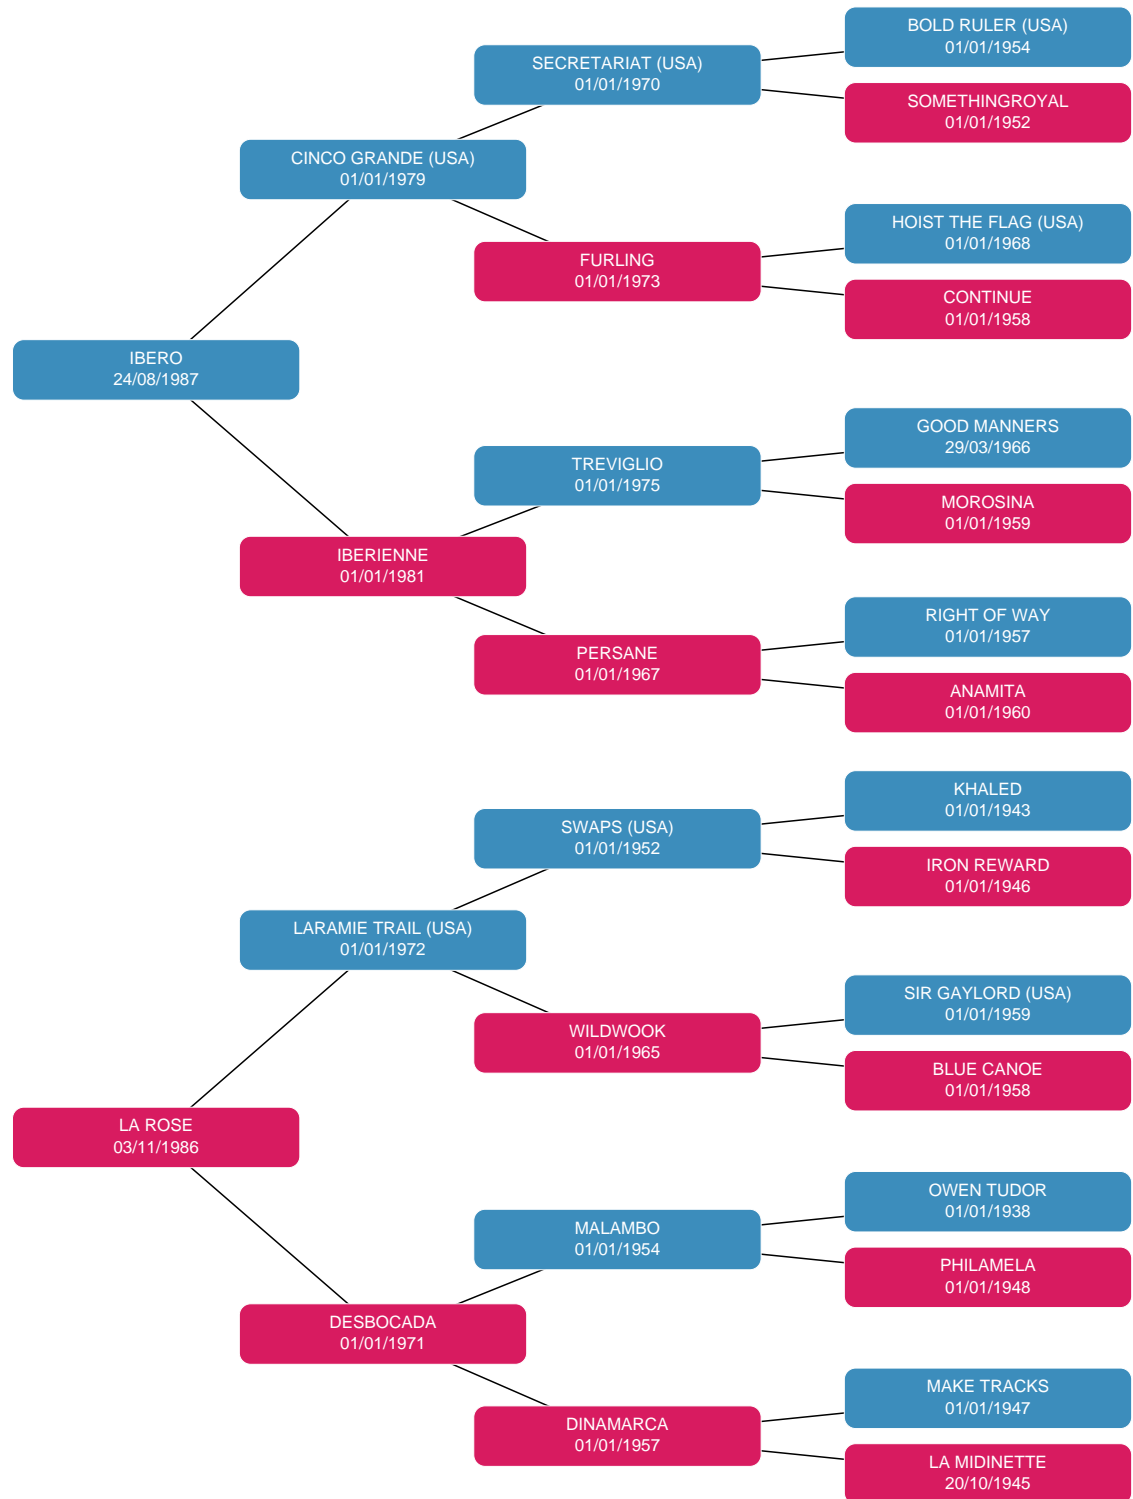 BOLD RULER (USA)
01/01/1954
SECRETARIAT (USA)
01/01/1970
SOMETHINGROYAL
01/01/1952
CINCO GRANDE (USA)
01/01/1979
HOIST THE FLAG (USA)
01/01/1968
FURLING
01/01/1973
CONTINUE
01/01/1958
IBERO
24/08/1987
GOOD MANNERS
29/03/1966
TREVIGLIO
01/01/1975
MOROSINA
01/01/1959
IBERIENNE
01/01/1981
RIGHT OF WAY
01/01/1957
PERSANE
01/01/1967
ANAMITA
01/01/1960
KHALED
01/01/1943
SWAPS (USA)
01/01/1952
IRON REWARD
01/01/1946
LARAMIE TRAIL (USA)
01/01/1972
SIR GAYLORD (USA)
01/01/1959
WILDWOOK
01/01/1965
BLUE CANOE
01/01/1958
LA ROSE
03/11/1986
OWEN TUDOR
01/01/1938
MALAMBO
01/01/1954
PHILAMELA
01/01/1948
DESBOCADA
01/01/1971
MAKE TRACKS
01/01/1947
DINAMARCA
01/01/1957
LA MIDINETTE
20/10/1945